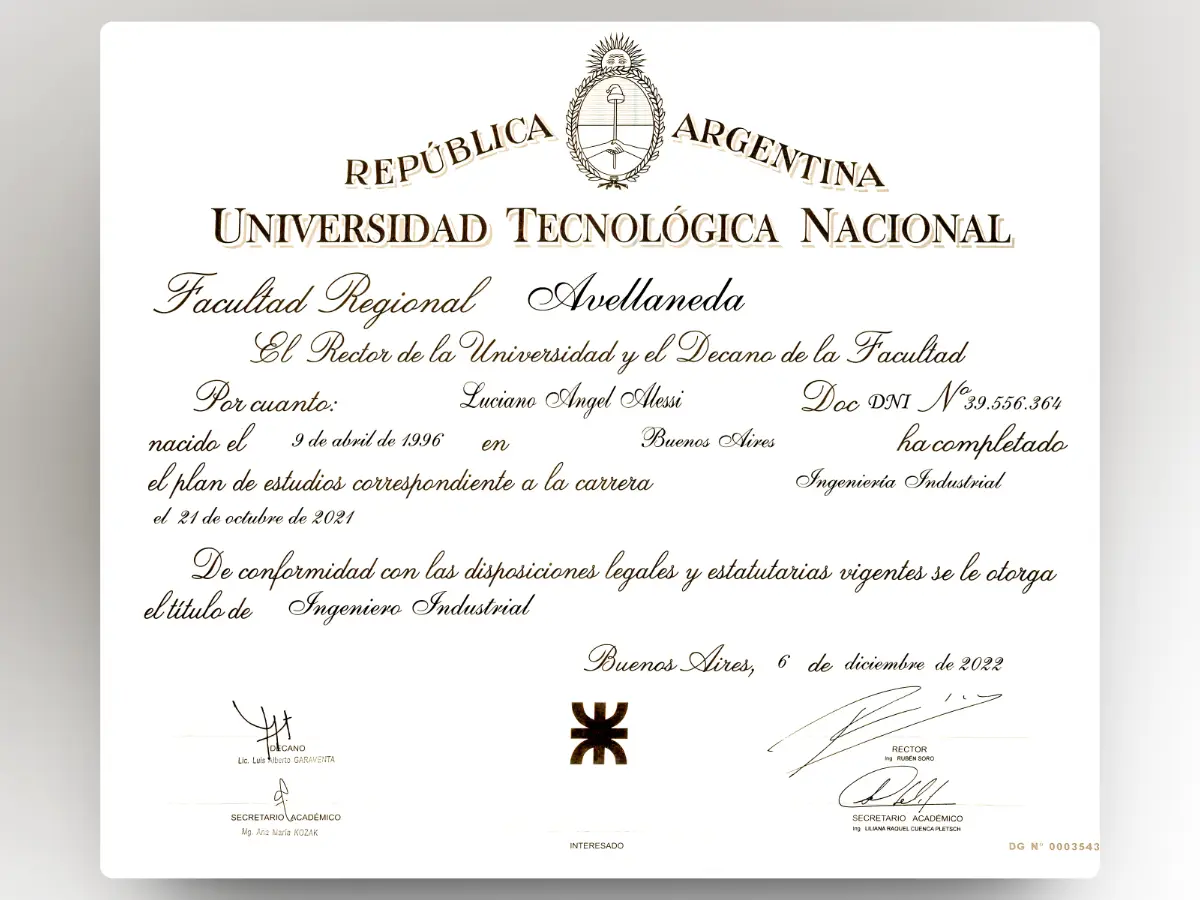 REPÚBLICA ARGENTINA
UNIVERSIDAD TECNOLÓGICA NACIONAL
Facultad Regional Avellaneda
El Rector de la Universidad y el Decano de la Facultad
Por cuanto: Luciano Angel Alessi Doc DNI Nº 39.556.364
nacido el 9 de abril de 1996 en Buenos Aires ha completado
el plan de estudios correspondiente a la carrera Ingeniería Industrial
el 21 de octubre de 2021
De conformidad con las disposiciones legales y estatutarias vigentes se le otorga
el título de Ingeniero Industrial
Buenos Aires, 6 de diciembre de 2022
DECANO
Lic. Luis Alberto GARAVENTA
SECRETARIO ACADÉMICO
Mg. Ana María KOZAK
INTERESADO
RECTOR
Ing. RUBÉN SORO
SECRETARIO ACADÉMICO
Ing. LILIANA RAQUEL CUENCA PLETSCH
DG Nº 0003543